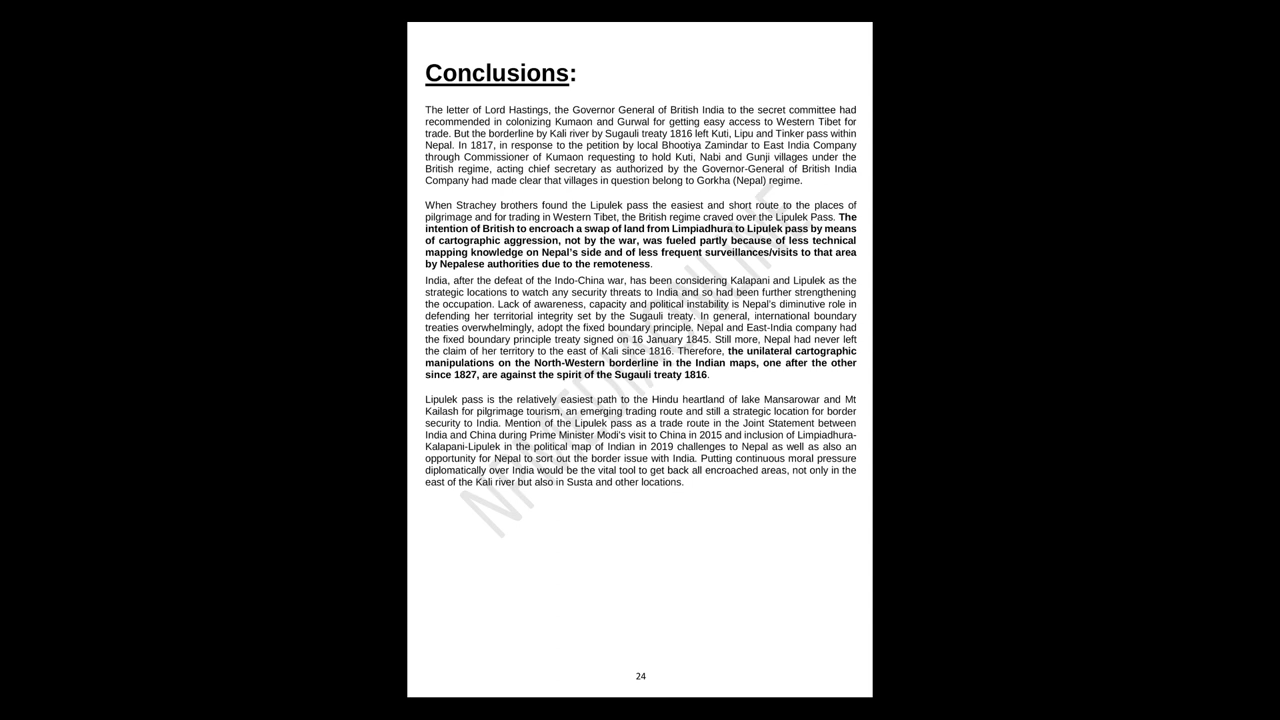 Conclusions:
The letter of Lord Hastings, the Governor General of British India to the secret committee had
recommended in colonizing Kumaon and Gurwal for getting easy access to Western Tibet for
trade. But the borderline by Kali river by Sugauli treaty 1816 left Kuti, Lipu and Tinker pass within
Nepal. In 1817, in response to the petition by local Bhootiya Zamindar to East India Company
through Commissioner of Kumaon requesting to hold Kuti, Nabi and Gunji villages under the
British regime, acting chief secretary as authorized by the Governor-General of British India
Company had made clear that villages in question belong to Gorkha (Nepal) regime.
When Strachey brothers found the Lipulek pass the easiest and short route to the places of
pilgrimage and for trading in Western Tibet, the British regime craved over the Lipulek Pass. The
intention of British to encroach a swap of land from Limpiadhura to Lipulek pass by means
of cartographic aggression, not by the war, was fueled partly because of less technical
mapping knowledge on Nepal's side and of less frequent surveillances/visits to that area
by Nepalese authorities due to the remoteness.
India, after the defeat of the Indo-China war, has been considering Kalapani and Lipulek as the
strategic locations to watch any security threats to India and so had been further strengthening
the occupation. Lack of awareness, capacity and political instability is Nepal's diminutive role in
defending her territorial integrity set by the Sugauli treaty. In general, international boundary
treaties overwhelmingly, adopt the fixed boundary principle. Nepal and East-India company had
the fixed boundary principle treaty signed on 16 January 1845. Still more, Nepal had never left
the claim of her territory to the east of Kali since 1816. Therefore, the unilateral cartographic
manipulations on the North-Western borderline in the Indian maps, one after the other
since 1827, are against the spirit of the Sugauli treaty 1816.
Lipulek pass is the relatively easiest path to the Hindu heartland of lake Mansarowar and Mt
Kailash for pilgrimage tourism, an emerging trading route and still a strategic location for border
security to India. Mention of the Lipulek pass as a trade route in the Joint Statement between
India and China during Prime Minister Modi's visit to China in 2015 and inclusion of Limpiadhura-
Kalapani-Lipulek in the political map of Indian in 2019 challenges to Nepal as well as also an
opportunity for Nepal to sort out the border issue with India. Putting continuous moral pressure
diplomatically over India would be the vital tool to get back all encroached areas, not only in the
east of the Kali river but also in Susta and other locations.
24